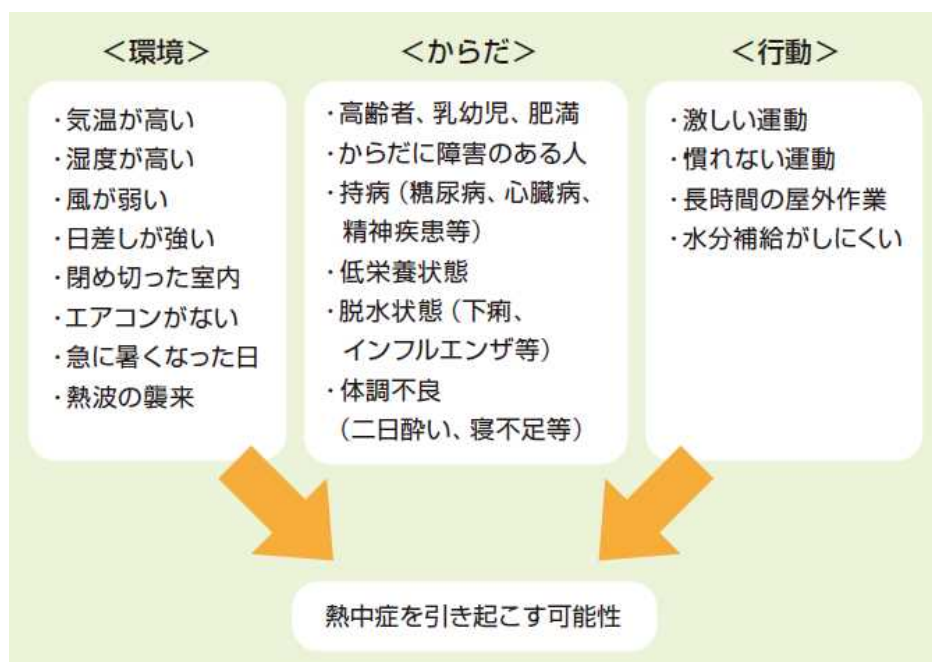 ＜環境＞
・気温が高い
・湿度が高い
・風が弱い
・日差しが強い
・閉め切った室内
・エアコンがない
・急に暑くなった日
・熱波の襲来
＜からだ＞
・高齢者、乳幼児、肥満
・からだに障害のある人
・持病（糖尿病、心臓病、
精神疾患等）
・低栄養状態
・脱水状態（下痢、
インフルエンザ等）
・体調不良
（二日酔い、寝不足等）
＜行動＞
・激しい運動
・慣れない運動
・長時間の屋外作業
・水分補給がしにくい
熱中症を引き起こす可能性